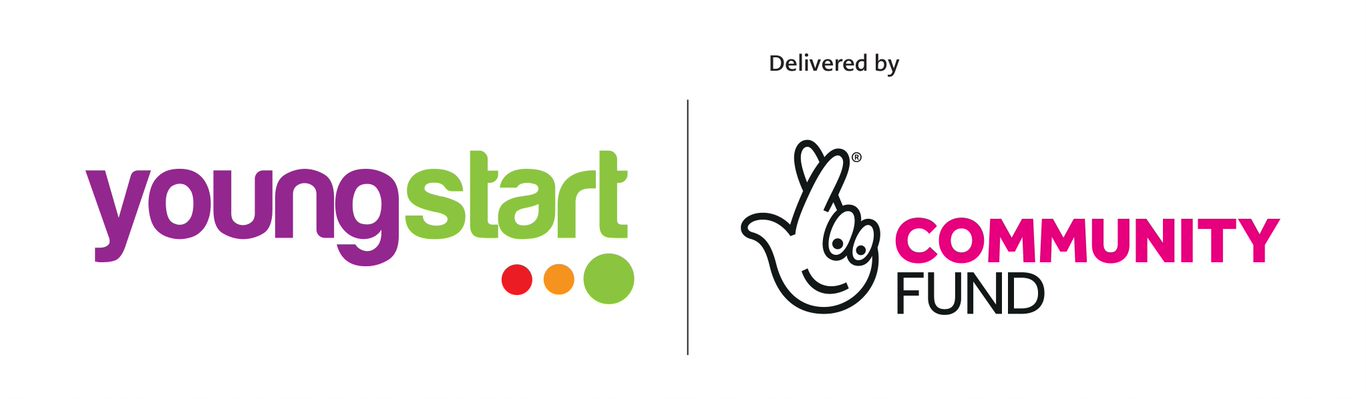 youngstart
Delivered by
®
COMMUNITY
FUND